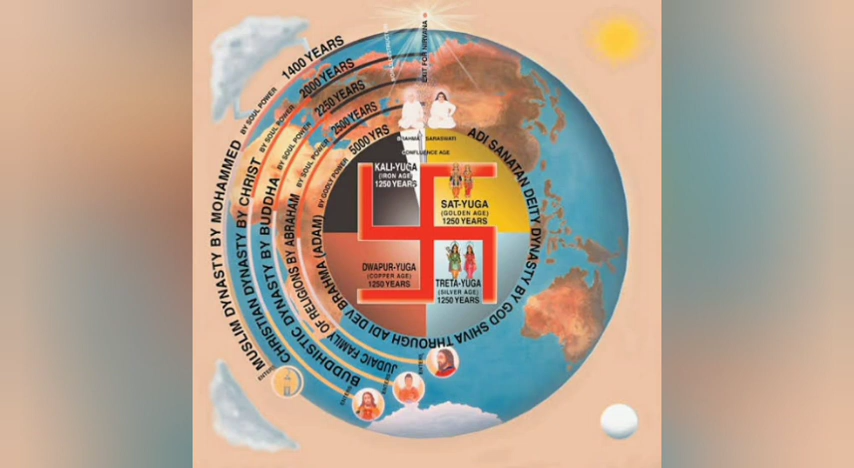 1400 YEARS
2000 YEARS
2250 YEARS
2500 YEARS
5000 YRS
MUSLIM DYNASTY BY MOHAMMED
BY SOUL POWER
CHRISTIAN DYNASTY BY CHRIST
BY SOUL POWER
BUDDHISTIC DYNASTY BY BUDDHA
BY SOUL POWER
JUDAIC FAMILY OF RELIGIONS BY ABRAHAM
BY SOUL POWER
ADI SANATAN DEITY DYNASTY BY GOD SHIVA THROUGH ADI DEV BRAHMA (ADAM)
BY GODLY POWER
EXIT FOR NIRVANA
BRAHMA SARASWATI
CONFLUENCE AGE
KALI-YUGA
(IRON AGE)
1250 YEARS
SAT-YUGA
(GOLDEN AGE)
1250 YEARS
DWAPUR-YUGA
(COPPER AGE)
1250 YEARS
TRETA-YUGA
(SILVER AGE)
1250 YEARS